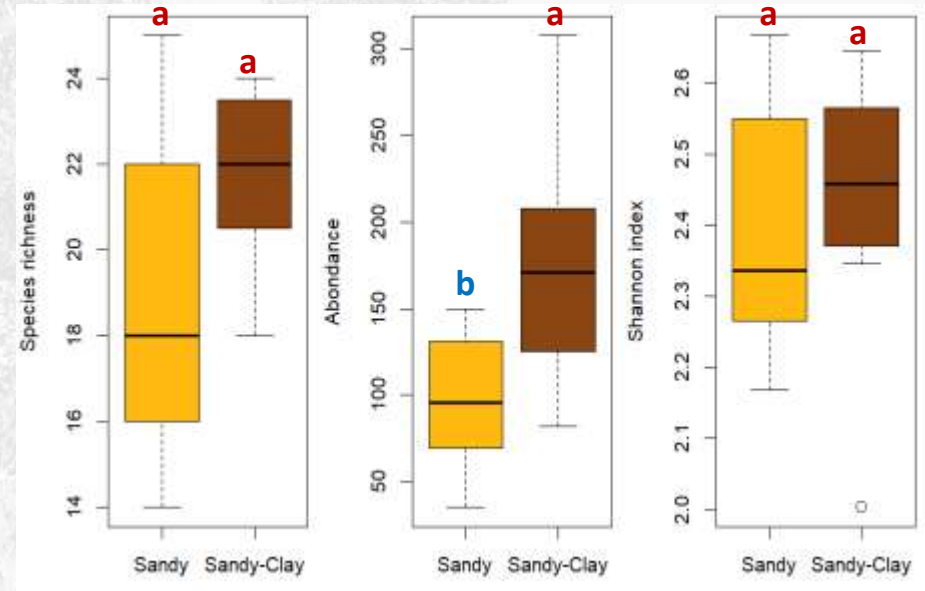 a
a
Species richness
24
22
20
18
16
14
Sandy Sandy-Clay
a
b
Abondance
300
250
200
150
100
50
Sandy Sandy-Clay
a
a
Shannon index
2.6
2.5
2.4
2.3
2.2
2.1
2.0
Sandy Sandy-Clay